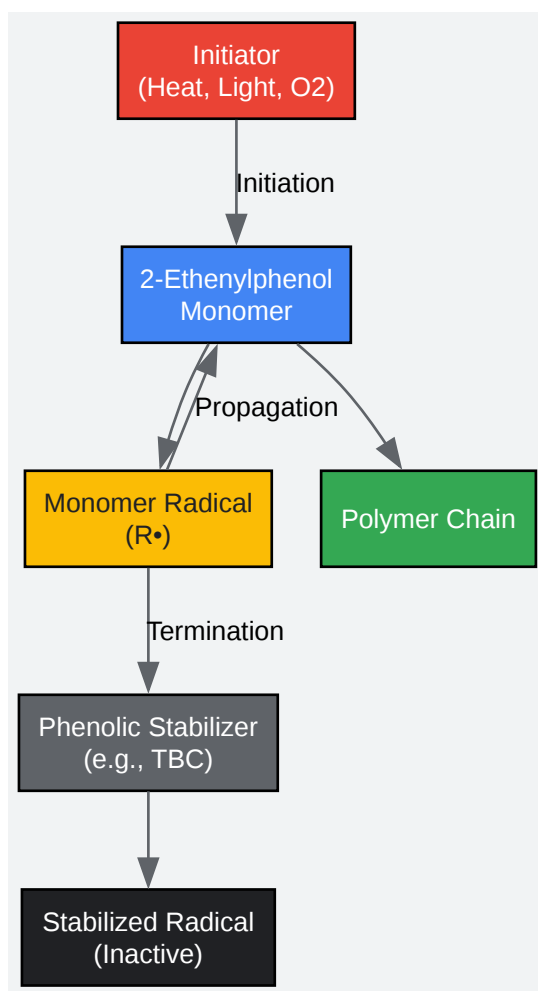 Initiator
(Heat, Light, O2)
Initiation
2-Ethenylphenol
Monomer
Propagation
Monomer Radical
(R•)
Polymer Chain
Termination
Phenolic Stabilizer
(e.g., TBC)
Stabilized Radical
(Inactive)